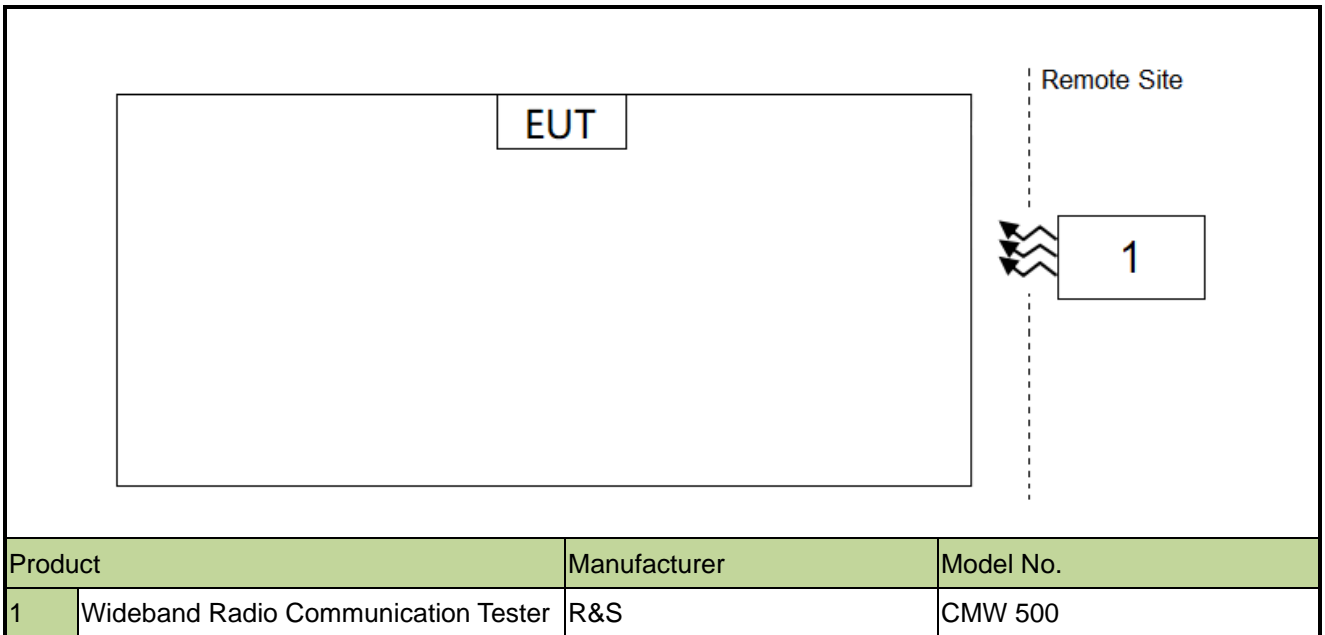 Remote Site
EUT
1
Product Manufacturer Model No.
1 Wideband Radio Communication Tester R&S CMW 500